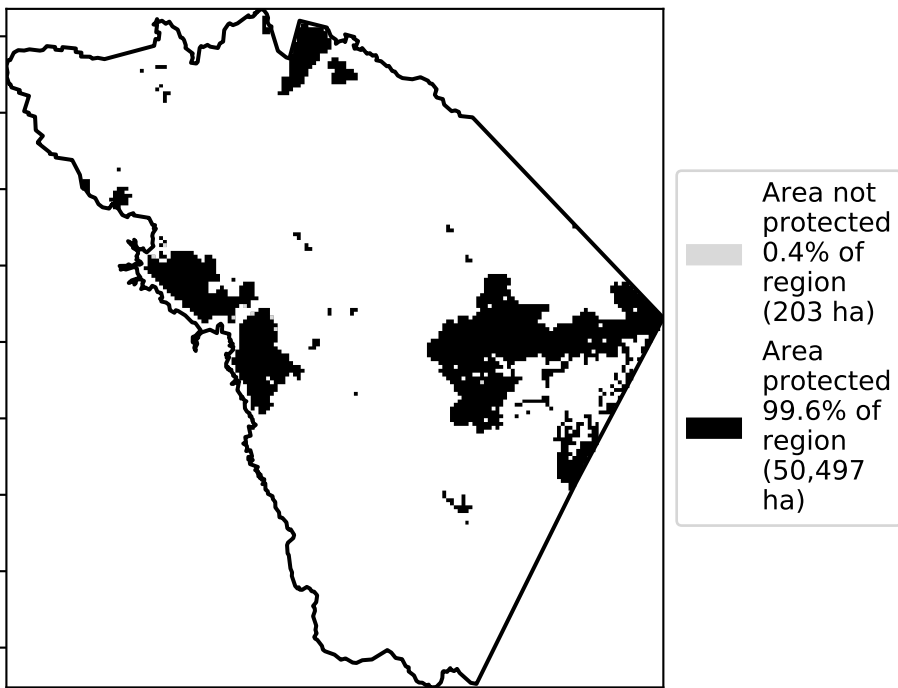 Area not
protected
0.4% of
region
(203 ha)
Area
protected
99.6% of
region
(50,497
ha)